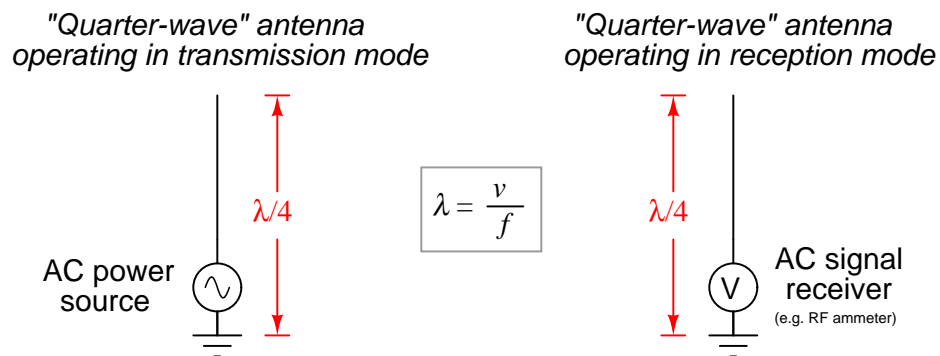 "Quarter-wave" antenna
operating in transmission mode
"Quarter-wave" antenna
operating in reception mode
λ/4
λ = v
f
λ/4
AC power
source
V
AC signal
receiver
(e.g. RF ammeter)